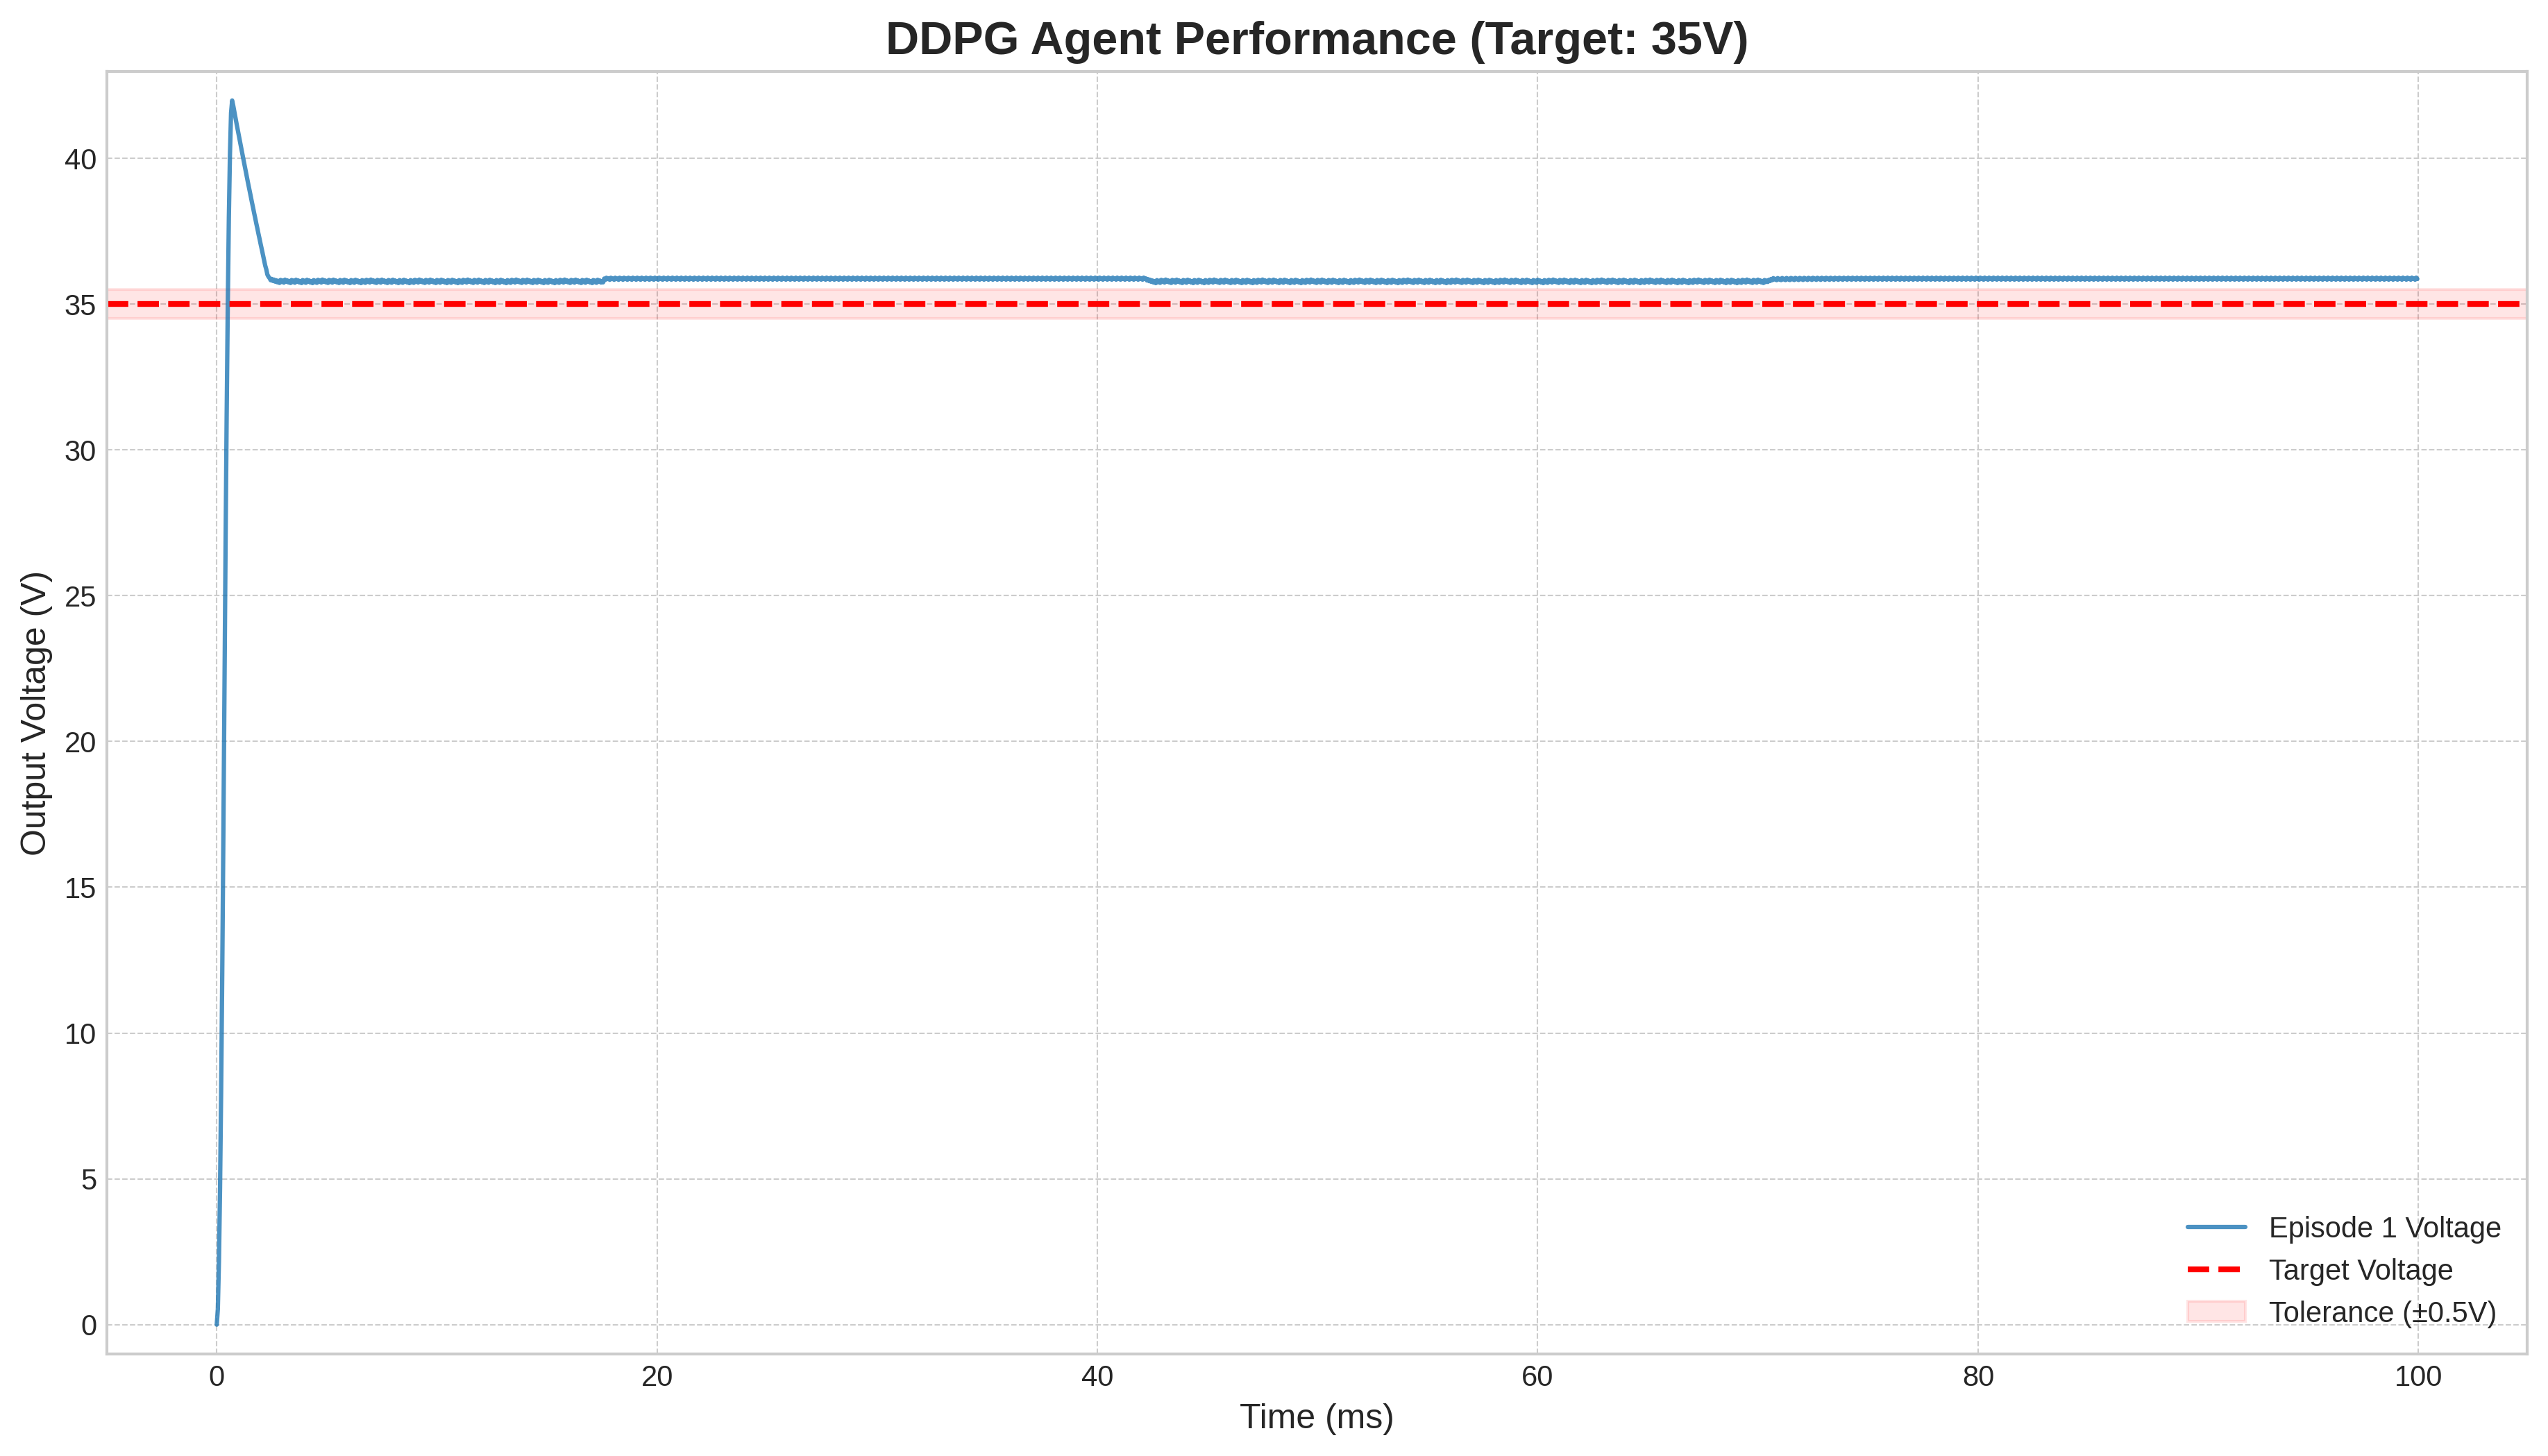 DDPG Agent Performance (Target: 35V)
Output Voltage (V)
40
35
30
25
20
15
10
5
0
0 20 40 60 80 100
Time (ms)
Episode 1 Voltage
Target Voltage
Tolerance (±0.5V)